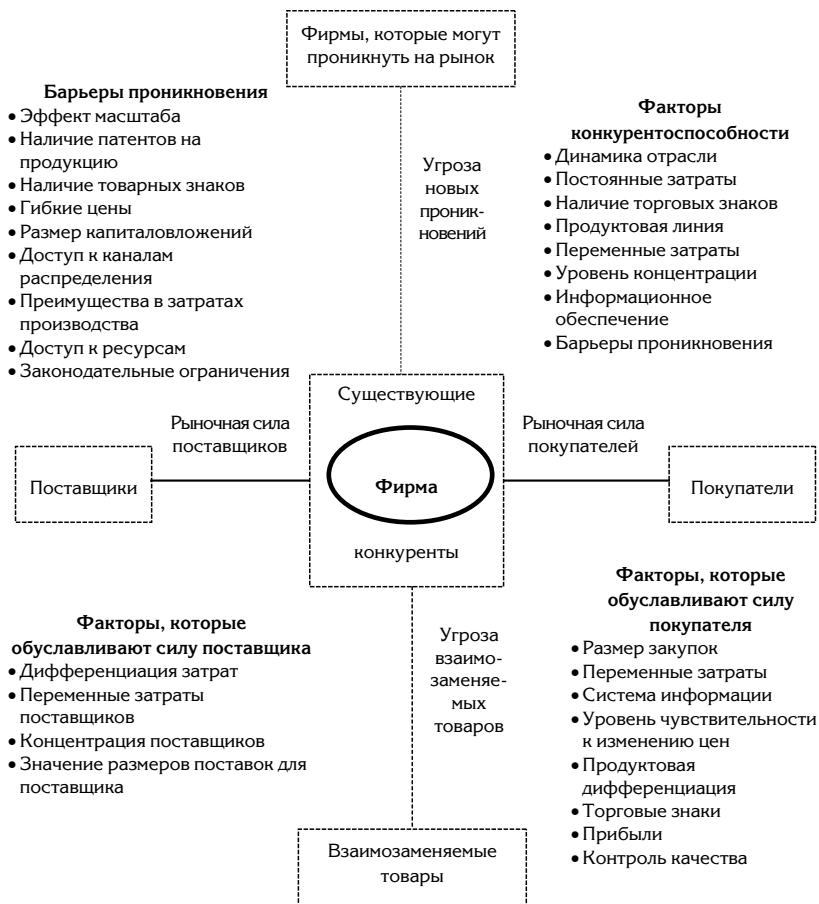 Фирмы, которые могут
проникнуть на рынок
Барьеры проникновения
• Эффект масштаба
• Наличие патентов на
продукцию
• Наличие товарных знаков
• Гибкие цены
• Размер капиталовложений
• Доступ к каналам
распределения
• Преимущества в затратах
производства
• Доступ к ресурсам
• Законодательные ограничения
Угроза
новых
проник-
новений
Факторы
конкурентоспособности
• Динамика отрасли
• Постоянные затраты
• Наличие торговых знаков
• Продуктовая линия
• Переменные затраты
• Уровень концентрации
• Информационное
обеспечение
• Барьеры проникновения
Рыночная сила
поставщиков
Существующие
Рыночная сила
покупателей
Поставщики
Фирма
Покупатели
конкуренты
Факторы, которые
обуславливают силу поставщика
• Дифференциация затрат
• Переменные затраты
поставщиков
• Концентрация поставщиков
• Значение размеров поставок для
поставщика
Угроза
взаимо-
заменяе-
мых
товаров
Факторы, которые
обуславливают силу
покупателя
• Размер закупок
• Переменные затраты
• Система информации
• Уровень чувствительности
к изменению цен
• Продуктовая
дифференциация
• Торговые знаки
• Прибыли
• Контроль качества
Взаимозаменяемые
товары